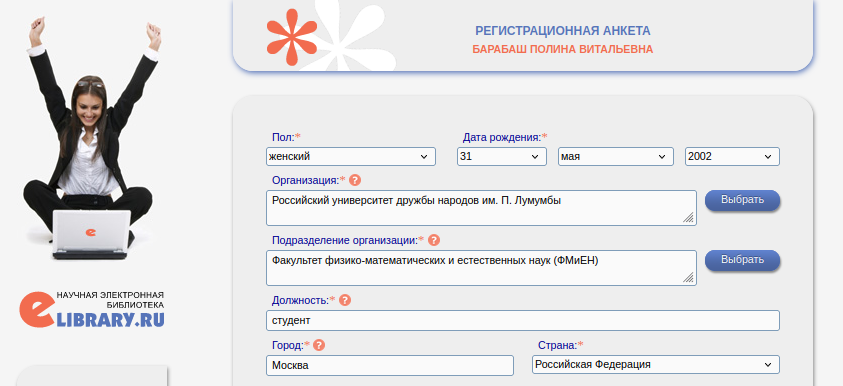 РЕГИСТРАЦИОННАЯ АНКЕТА
БАРАБАШ ПОЛИНА ВИТАЛЬЕВНА
Пол:* Дата рождения:*
женский 31 мая 2002
Организация:* ?
Российский университет дружбы народов им. П. Лумумбы Выбрать
Подразделение организации:* ?
Факультет физико-математических и естественных наук (ФМиЕН) Выбрать
Должность:* ?
студент
Город:* ? Страна:*
Москва Российская Федерация
НАУЧНАЯ ЭЛЕКТРОННАЯ
БИБЛИОТЕКА
eLIBRARY.RU